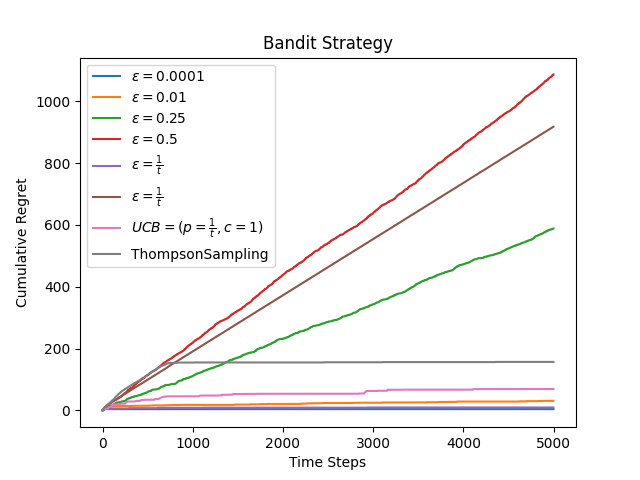 Bandit Strategy
Cumulative Regret
1000
800
600
400
200
0
ε = 0.0001
ε = 0.01
ε = 0.25
ε = 0.5
ε = 1/t
ε = 1/t
UCB = (p = 1/t, c = 1)
ThompsonSampling
0 1000 2000 3000 4000 5000
Time Steps